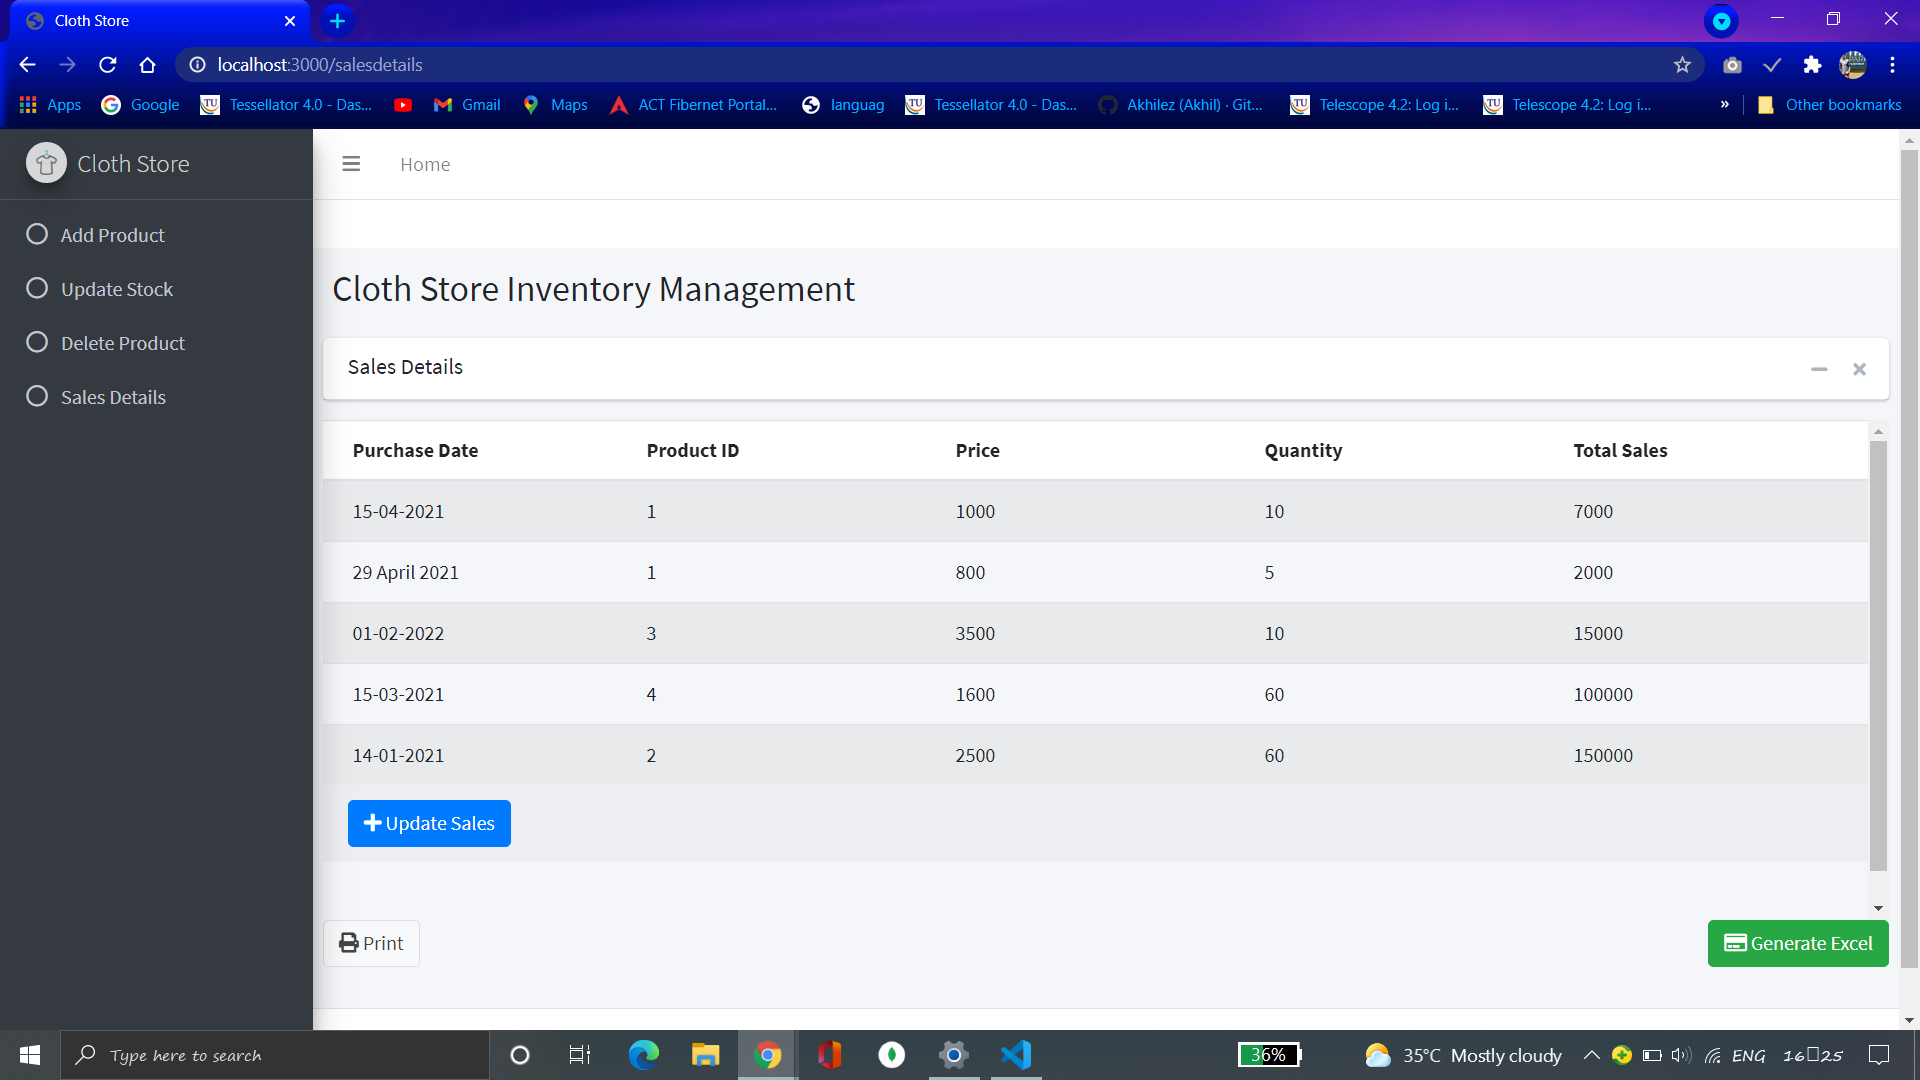 Cloth Store
localhost:3000/salesdetails
Apps Google Tessellator 4.0 - Das... Gmail Maps ACT Fibernet Portal... languag Tessellator 4.0 - Das... Akhilez (Akhil) · Git... Telescope 4.2: Log i... Telescope 4.2: Log i... » Other bookmarks
Cloth Store
Home
Add Product
Update Stock
Delete Product
Sales Details
Cloth Store Inventory Management
Sales Details
Purchase Date Product ID Price Quantity Total Sales
15-04-2021 1 1000 10 7000
29 April 2021 1 800 5 2000
01-02-2022 3 3500 10 15000
15-03-2021 4 1600 60 100000
14-01-2021 2 2500 60 150000
Update Sales
Print
Generate Excel
Type here to search
36%
35°C Mostly cloudy
ENG
16▯25